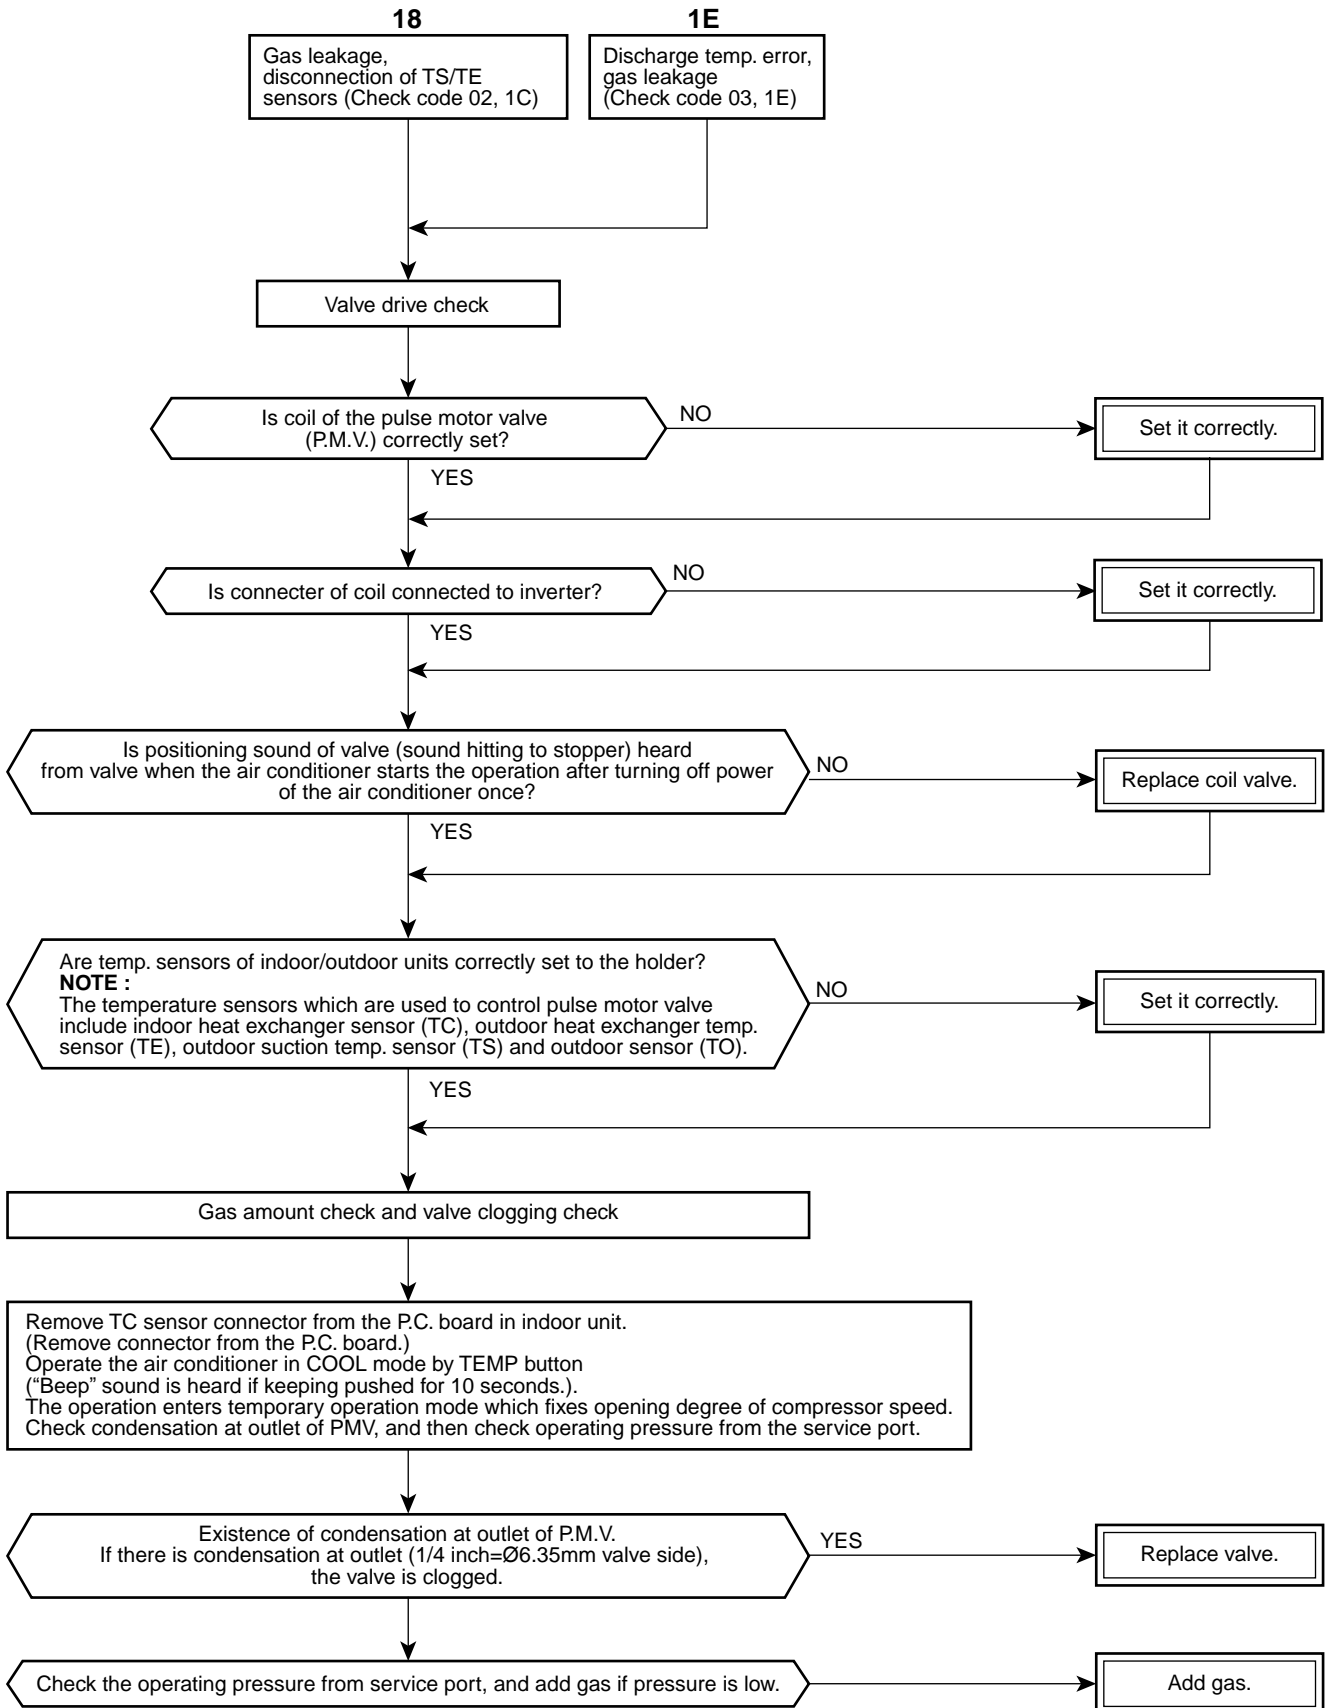 18
1E
Gas leakage,
disconnection of TS/TE
sensors (Check code 02, 1C)
Discharge temp. error,
gas leakage
(Check code 03, 1E)
Valve drive check
Is coil of the pulse motor valve
(P.M.V.) correctly set?
NO
Set it correctly.
YES
Is connecter of coil connected to inverter?
NO
Set it correctly.
YES
Is positioning sound of valve (sound hitting to stopper) heard
from valve when the air conditioner starts the operation after turning off power
of the air conditioner once?
NO
Replace coil valve.
YES
Are temp. sensors of indoor/outdoor units correctly set to the holder?
NOTE :
The temperature sensors which are used to control pulse motor valve
include indoor heat exchanger sensor (TC), outdoor heat exchanger temp.
sensor (TE), outdoor suction temp. sensor (TS) and outdoor sensor (TO).
NO
Set it correctly.
YES
Gas amount check and valve clogging check
Remove TC sensor connector from the P.C. board in indoor unit.
(Remove connector from the P.C. board.)
Operate the air conditioner in COOL mode by TEMP button
(“Beep” sound is heard if keeping pushed for 10 seconds.).
The operation enters temporary operation mode which fixes opening degree of compressor speed.
Check condensation at outlet of PMV, and then check operating pressure from the service port.
Existence of condensation at outlet of P.M.V.
If there is condensation at outlet (1/4 inch=Ø6.35mm valve side),
the valve is clogged.
YES
Replace valve.
Check the operating pressure from service port, and add gas if pressure is low.
Add gas.